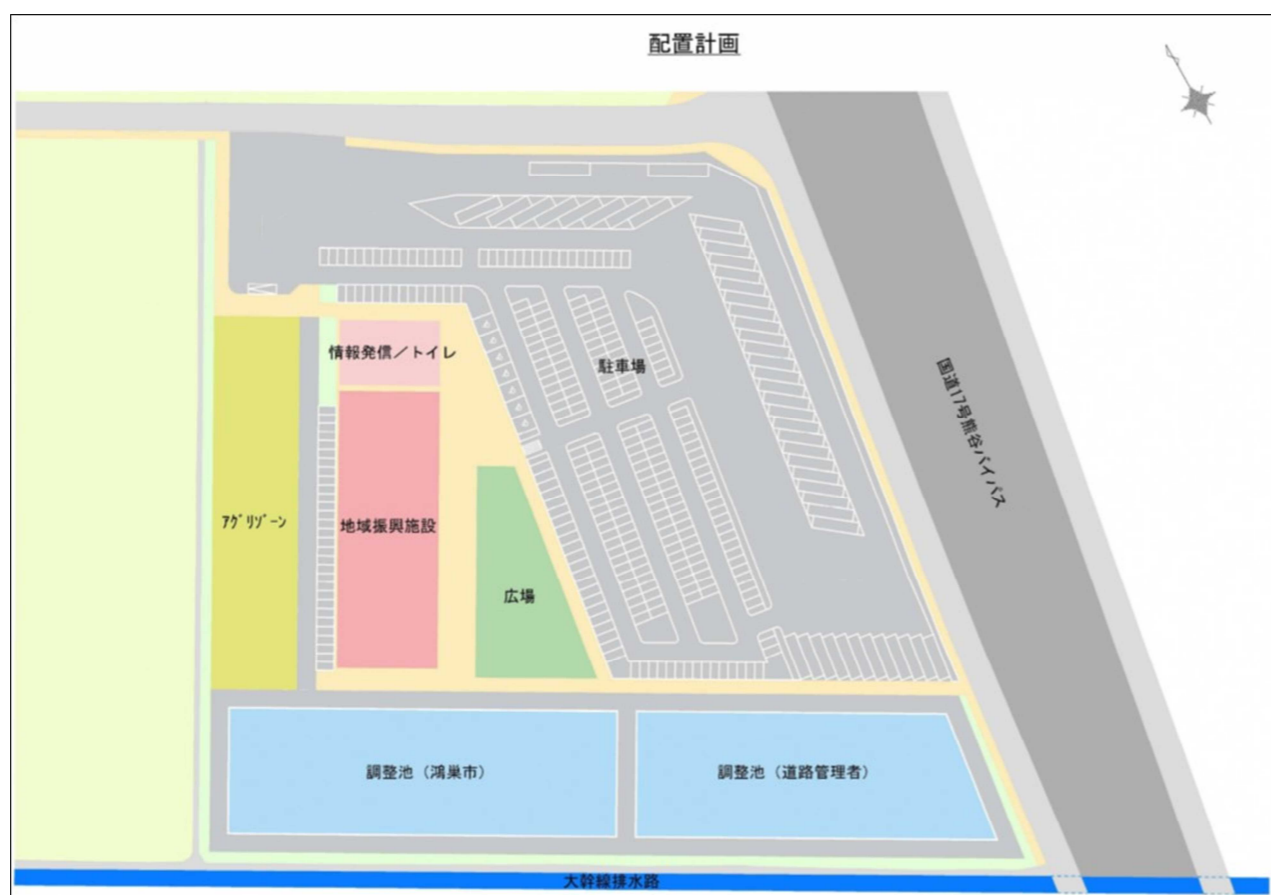 配置計画
情報発信／トイレ
駐車場
国道17号熊谷バイパス
アグリゾーン
地域振興施設
広場
調整池（鴻巣市）
調整池（道路管理者）
大幹線排水路